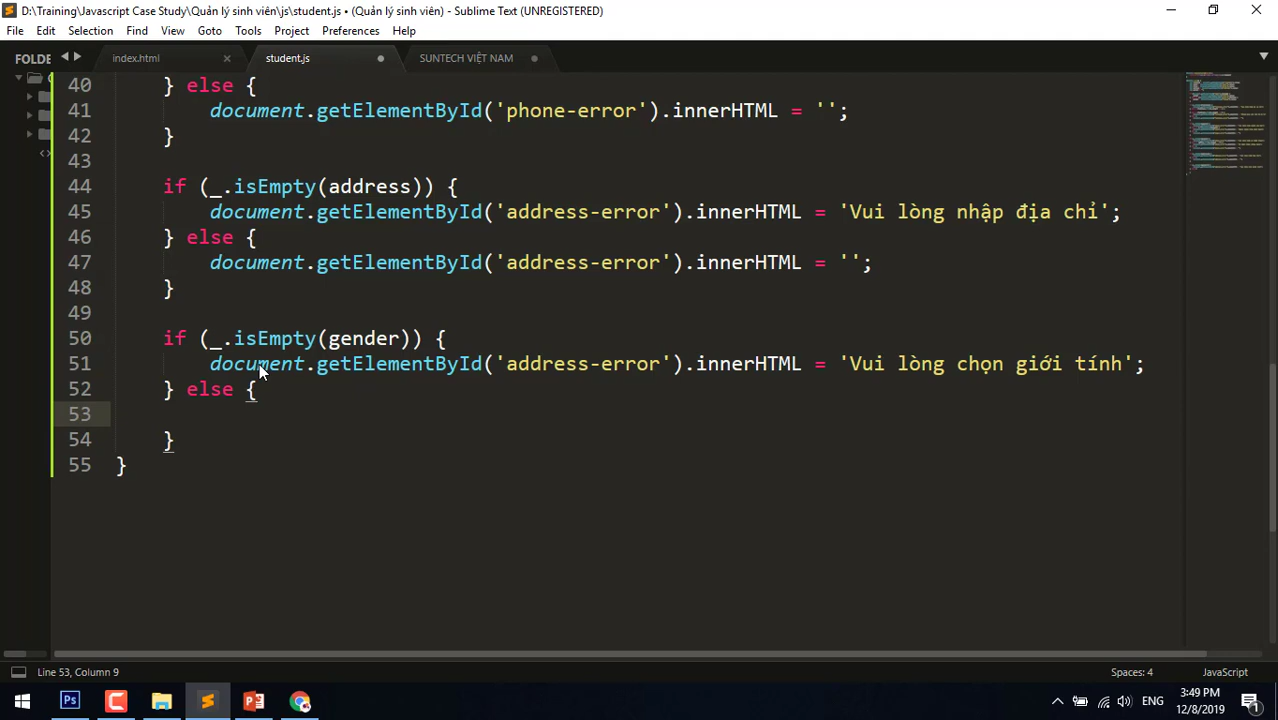 D:\Training\Javascript Case Study\Quản lý sinh viên\js\student.js • (Quản lý sinh viên) - Sublime Text (UNREGISTERED)
File Edit Selection Find View Goto Tools Project Preferences Help
FOLDE
index.html student.js SUNTECH VIỆT NAM
40 } else {
41 document.getElementById('phone-error').innerHTML = '';
42 }
43
44 if (_.isEmpty(address)) {
45 document.getElementById('address-error').innerHTML = 'Vui lòng nhập địa chỉ';
46 } else {
47 document.getElementById('address-error').innerHTML = '';
48 }
49
50 if (_.isEmpty(gender)) {
51 document.getElementById('address-error').innerHTML = 'Vui lòng chọn giới tính';
52 } else {
53
54 }
55 }
Line 53, Column 9 Spaces: 4 JavaScript
Ps ENG 3:49 PM
12/8/2019 1